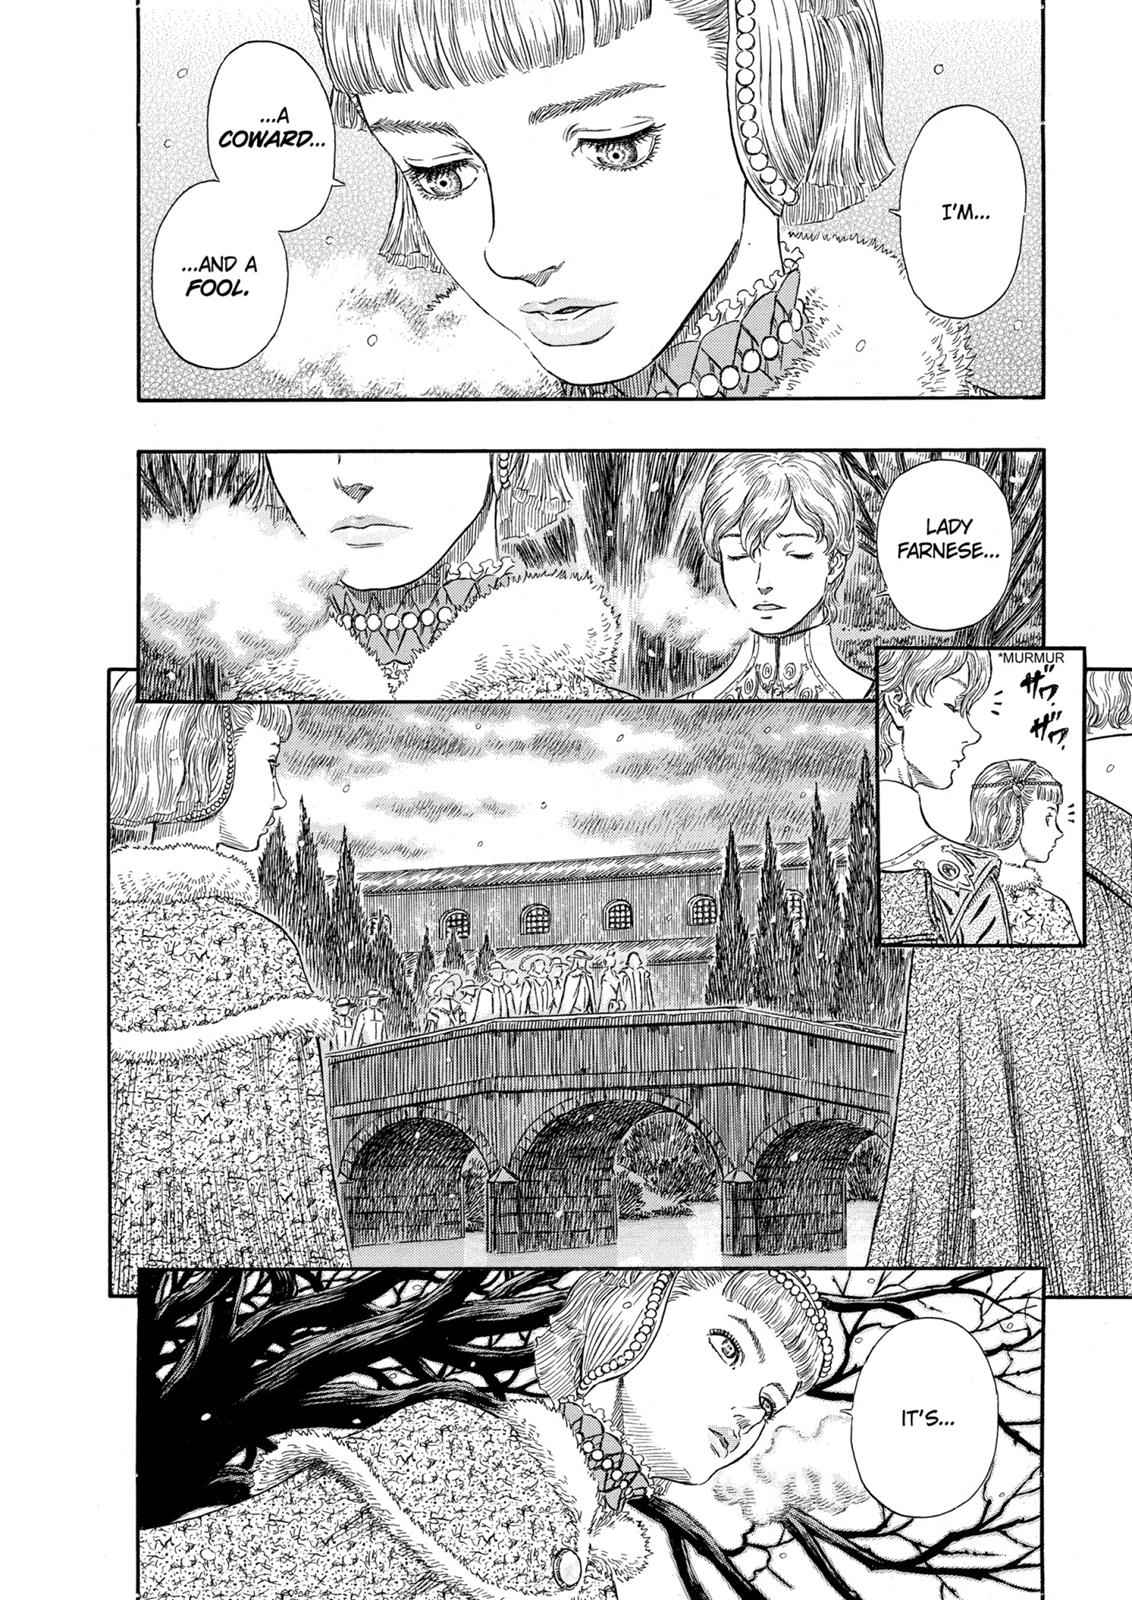 I'M...
...A
COWARD...
...AND A
FOOL.
LADY
FARNESE...
*MURMUR
ザワ
ザワ
IT'S...